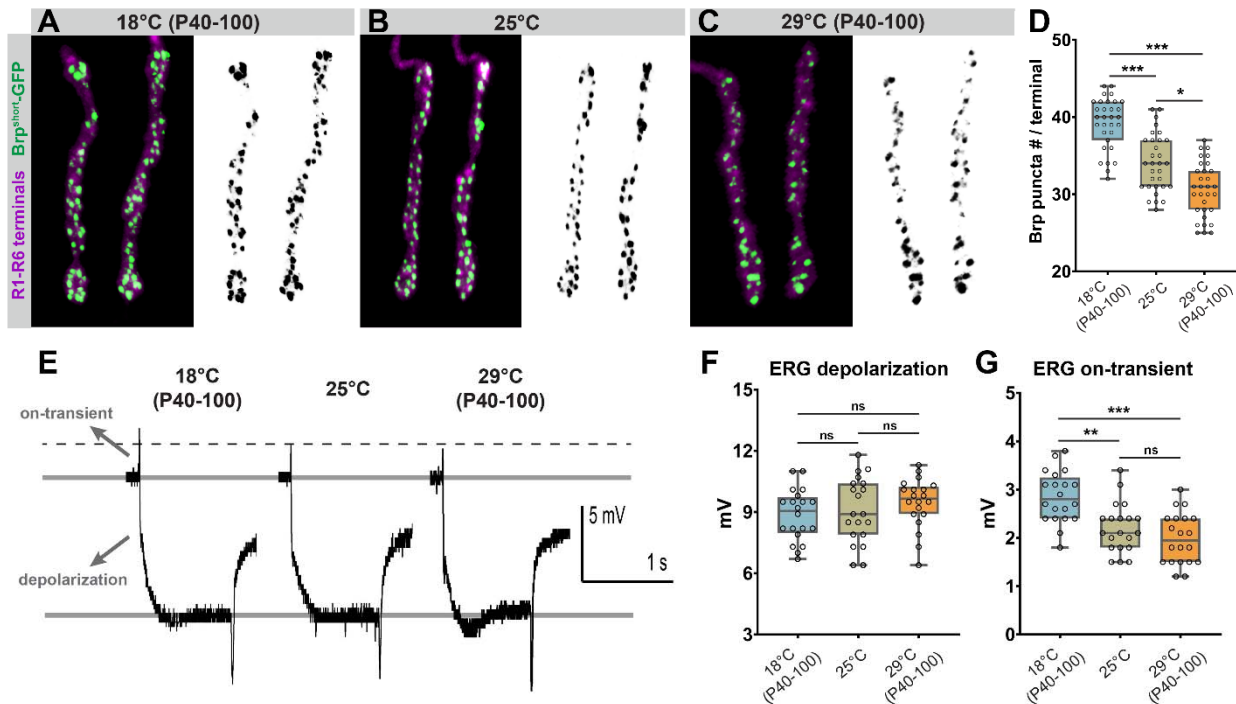 A
18°C (P40-100)
B
25°C
C
29°C (P40-100)
R1-R6 terminals Brpshort-GFP
D
Brp puncta # / terminal
50
40
30
20
***
***
*
18°C
(P40-100)
25°C
29°C
(P40-100)
E
18°C
(P40-100)
25°C
29°C
(P40-100)
on-transient
depolarization
5 mV
1 s
F
ERG depolarization
mV
15
12
9
6
3
ns
ns
ns
18°C
(P40-100)
25°C
29°C
(P40-100)
G
ERG on-transient
mV
5
4
3
2
1
0
***
**
ns
18°C
(P40-100)
25°C
29°C
(P40-100)